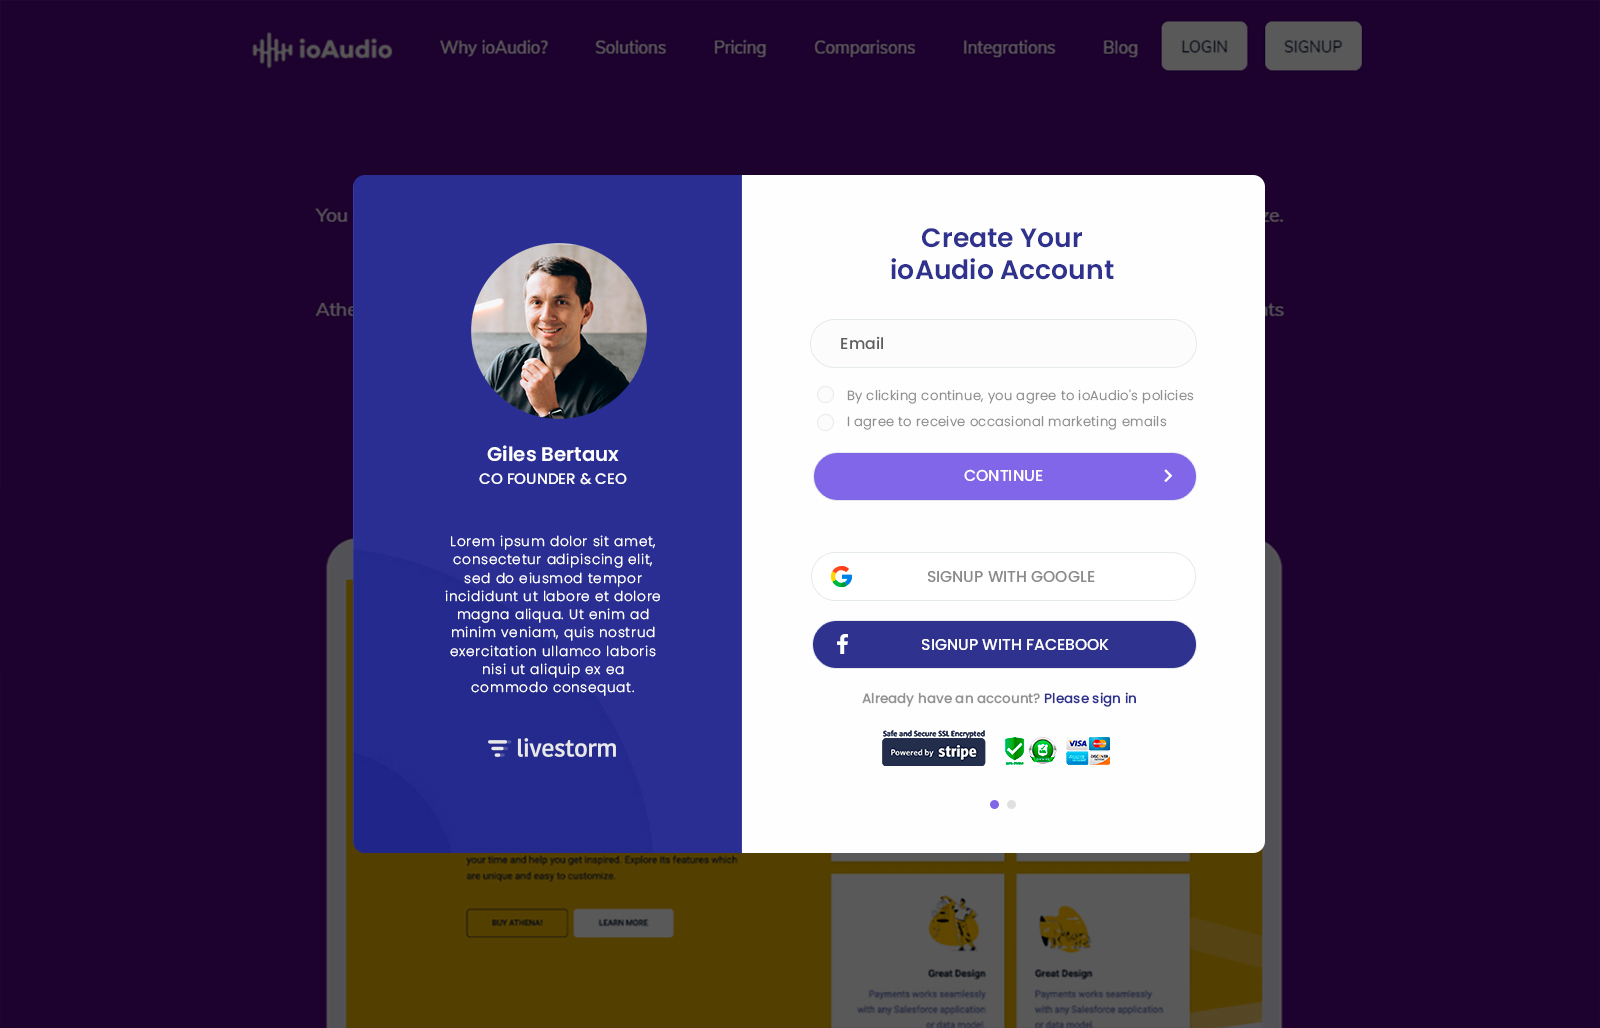 ioAudio
Why ioAudio?
Solutions
Pricing
Comparisons
Integrations
Blog
LOGIN
SIGNUP
You
ze.
Athe
nts
Giles Bertaux
CO FOUNDER & CEO
Lorem ipsum dolor sit amet,
consectetur adipiscing elit,
sed do eiusmod tempor
incididunt ut labore et dolore
magna aliqua. Ut enim ad
minim veniam, quis nostrud
exercitation ullamco laboris
nisi ut aliquip ex ea
commodo consequat.
livestorm
Create Your
ioAudio Account
Email
By clicking continue, you agree to ioAudio's policies
I agree to receive occasional marketing emails
CONTINUE
SIGNUP WITH GOOGLE
f
SIGNUP WITH FACEBOOK
Already have an account? Please sign in
Safe and Secure SSL Encrypted
Powered by stripe
VISA
DISCOVER
your time and help you get inspired. Explore its features which
are unique and easy to customize.
BUY ATHENA!
LEARN MORE
Great Design
Payments works seamlessly
with any Salesforce application
or data model.
Great Design
Payments works seamlessly
with any Salesforce application
or data model.